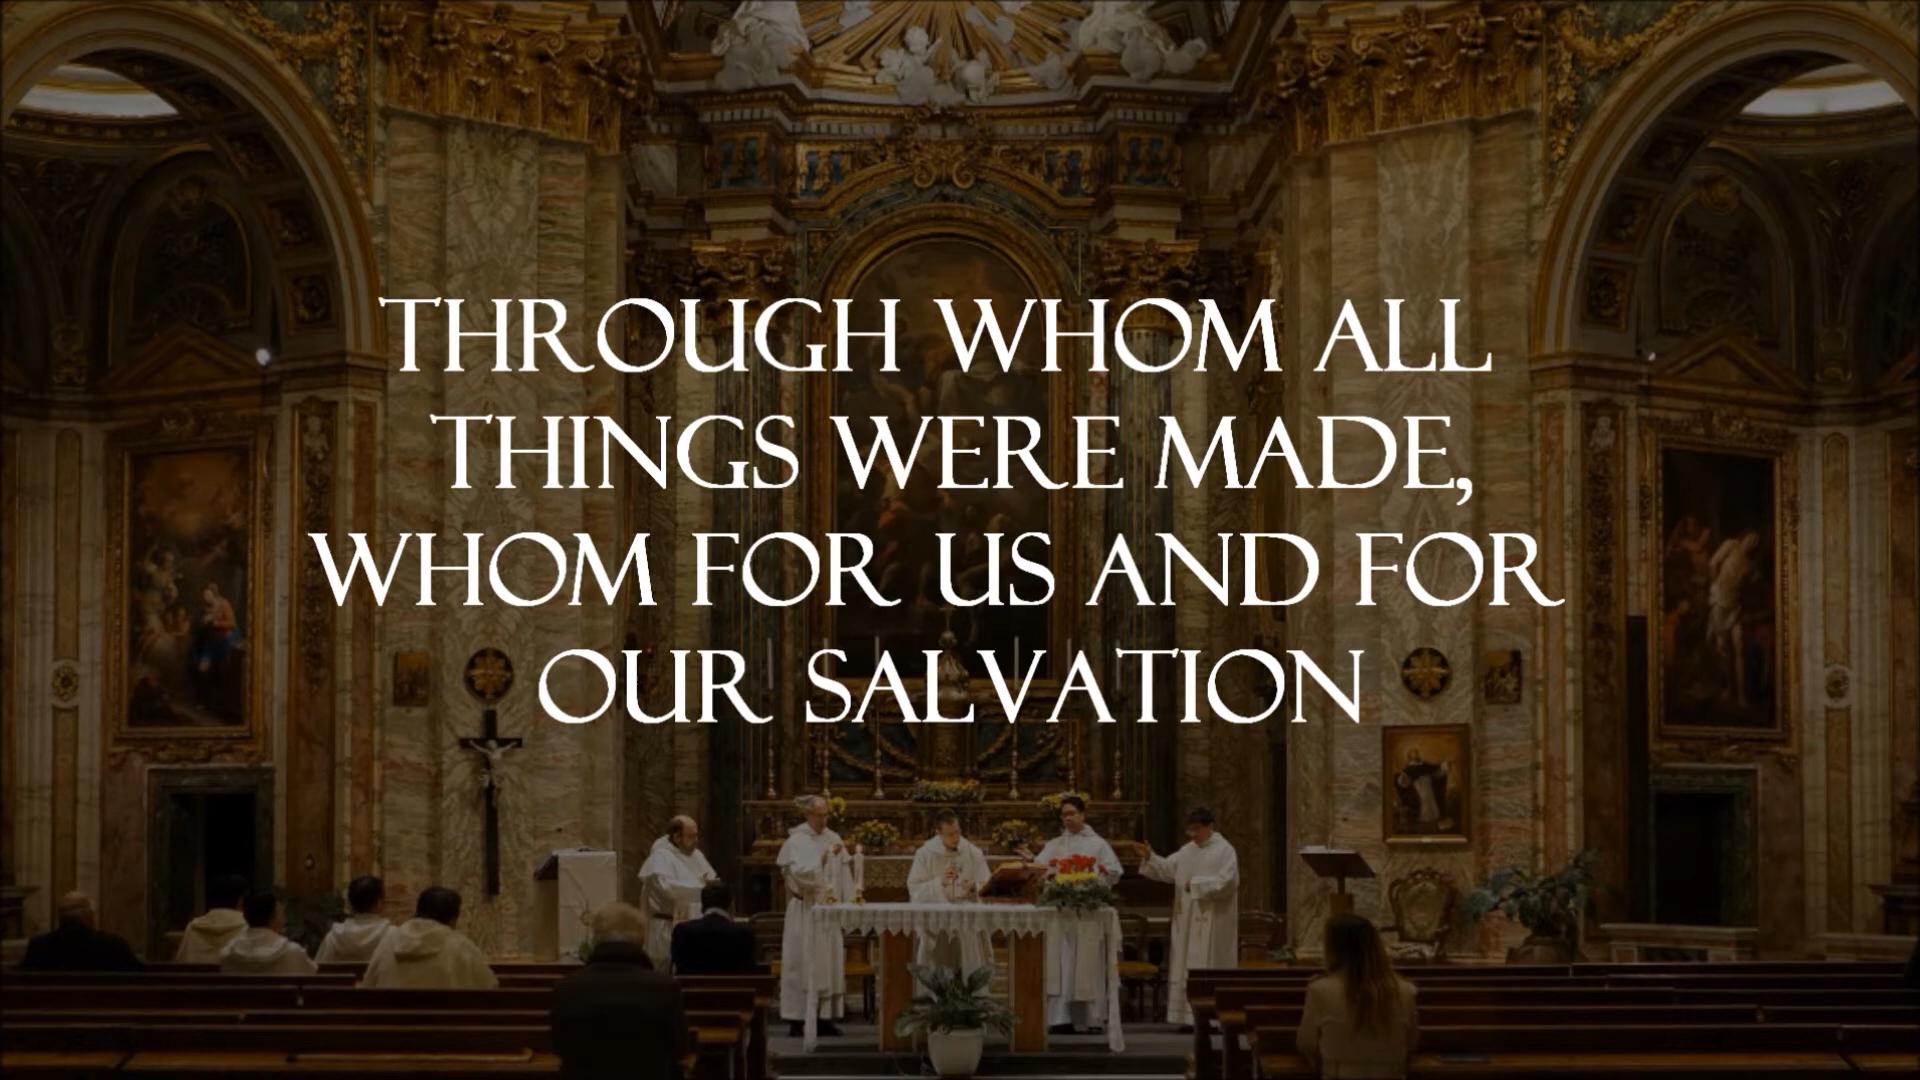 THROUGH WHOM ALL
THINGS WERE MADE,
WHOM FOR US AND FOR
OUR SALVATION